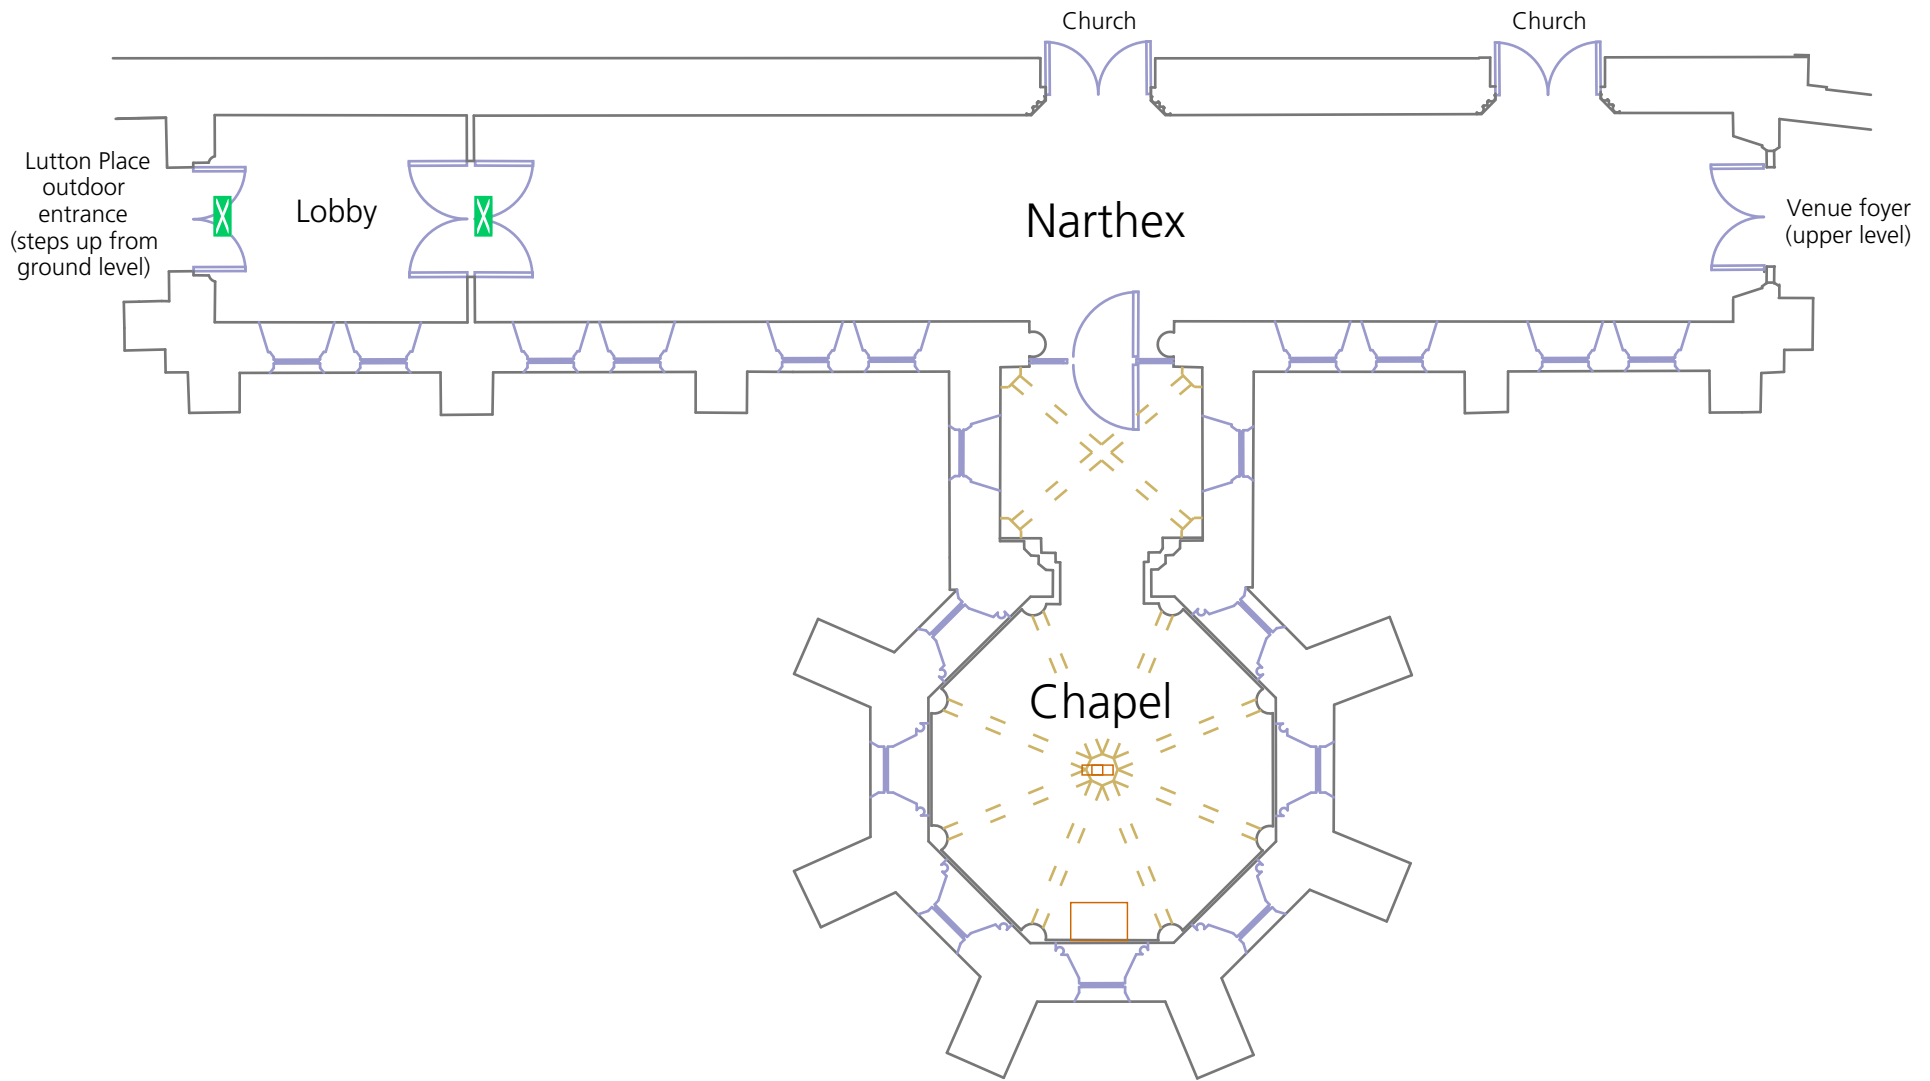 Church
Church
Lutton Place
outdoor
entrance
(steps up from
ground level)
Lobby
Narthex
Venue foyer
(upper level)
Chapel